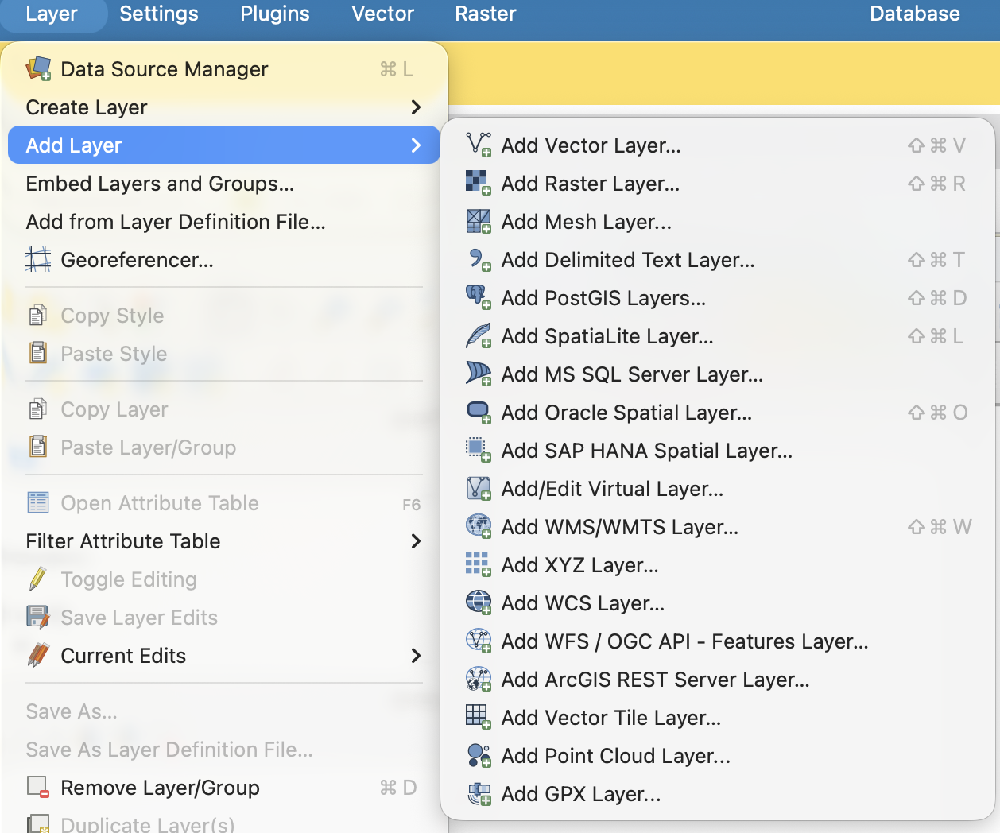 Layer Settings Plugins Vector Raster Database
Data Source Manager ⌘ L
Create Layer
Add Layer
Embed Layers and Groups...
Add from Layer Definition File...
Georeferencer...
Copy Style
Paste Style
Copy Layer
Paste Layer/Group
Open Attribute Table F6
Filter Attribute Table
Toggle Editing
Save Layer Edits
Current Edits
Save As...
Save As Layer Definition File...
Remove Layer/Group ⌘ D
Duplicate Layer(s)
Add Vector Layer... ⇧ ⌘ V
Add Raster Layer... ⇧ ⌘ R
Add Mesh Layer...
Add Delimited Text Layer... ⇧ ⌘ T
Add PostGIS Layers... ⇧ ⌘ D
Add SpatiaLite Layer... ⇧ ⌘ L
Add MS SQL Server Layer...
Add Oracle Spatial Layer... ⇧ ⌘ O
Add SAP HANA Spatial Layer...
Add/Edit Virtual Layer...
Add WMS/WMTS Layer... ⇧ ⌘ W
Add XYZ Layer...
Add WCS Layer...
Add WFS / OGC API - Features Layer...
Add ArcGIS REST Server Layer...
Add Vector Tile Layer...
Add Point Cloud Layer...
Add GPX Layer...